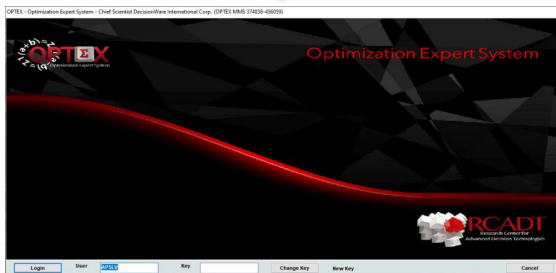 OPTEX - Optimization Expert System - Chief Scientist DecisionWare International Corp. (OPTEX MMS 374838-456059)
OPTEX
Optimization Expert System
Optimization Expert System
RCADT
Research Center for
Advanced Decision Technologies
Login User APSLV Key Change Key New Key Cancel